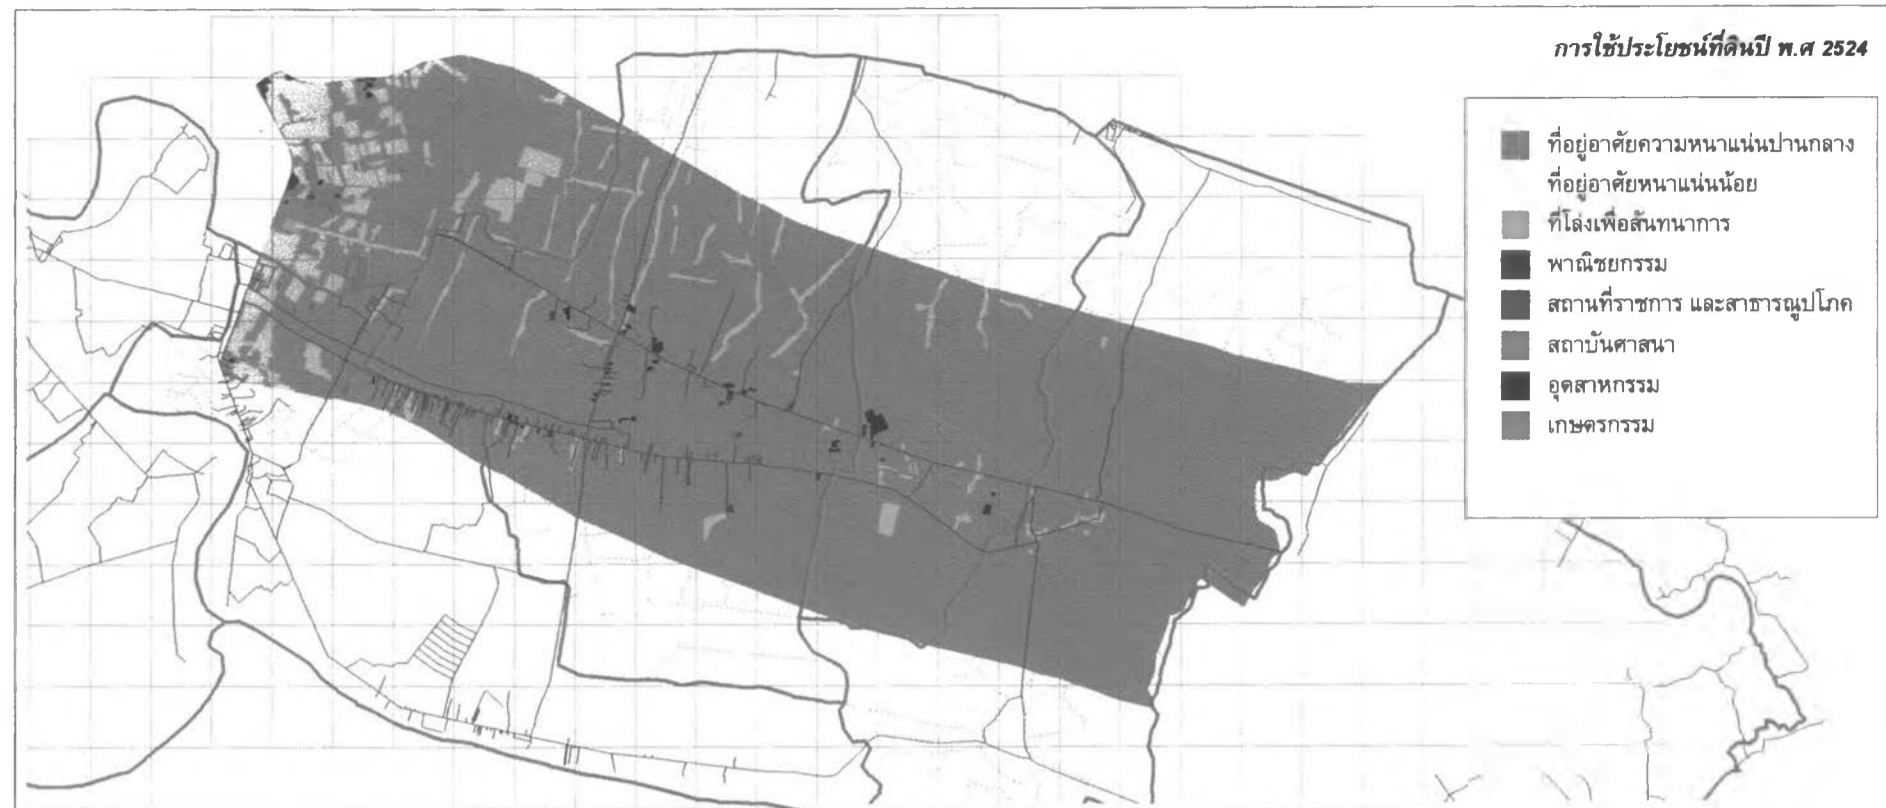 การใช้ประโยชน์ที่ดินปี พ.ศ 2524
ที่อยู่อาศัยความหนาแน่นปานกลาง
ที่อยู่อาศัยหนาแน่นน้อย
ที่โล่งเพื่อสันทนาการ
พาณิชยกรรม
สถานที่ราชการ และสาธารณูปโภค
สถาบันศาสนา
อุตสาหกรรม
เกษตรกรรม